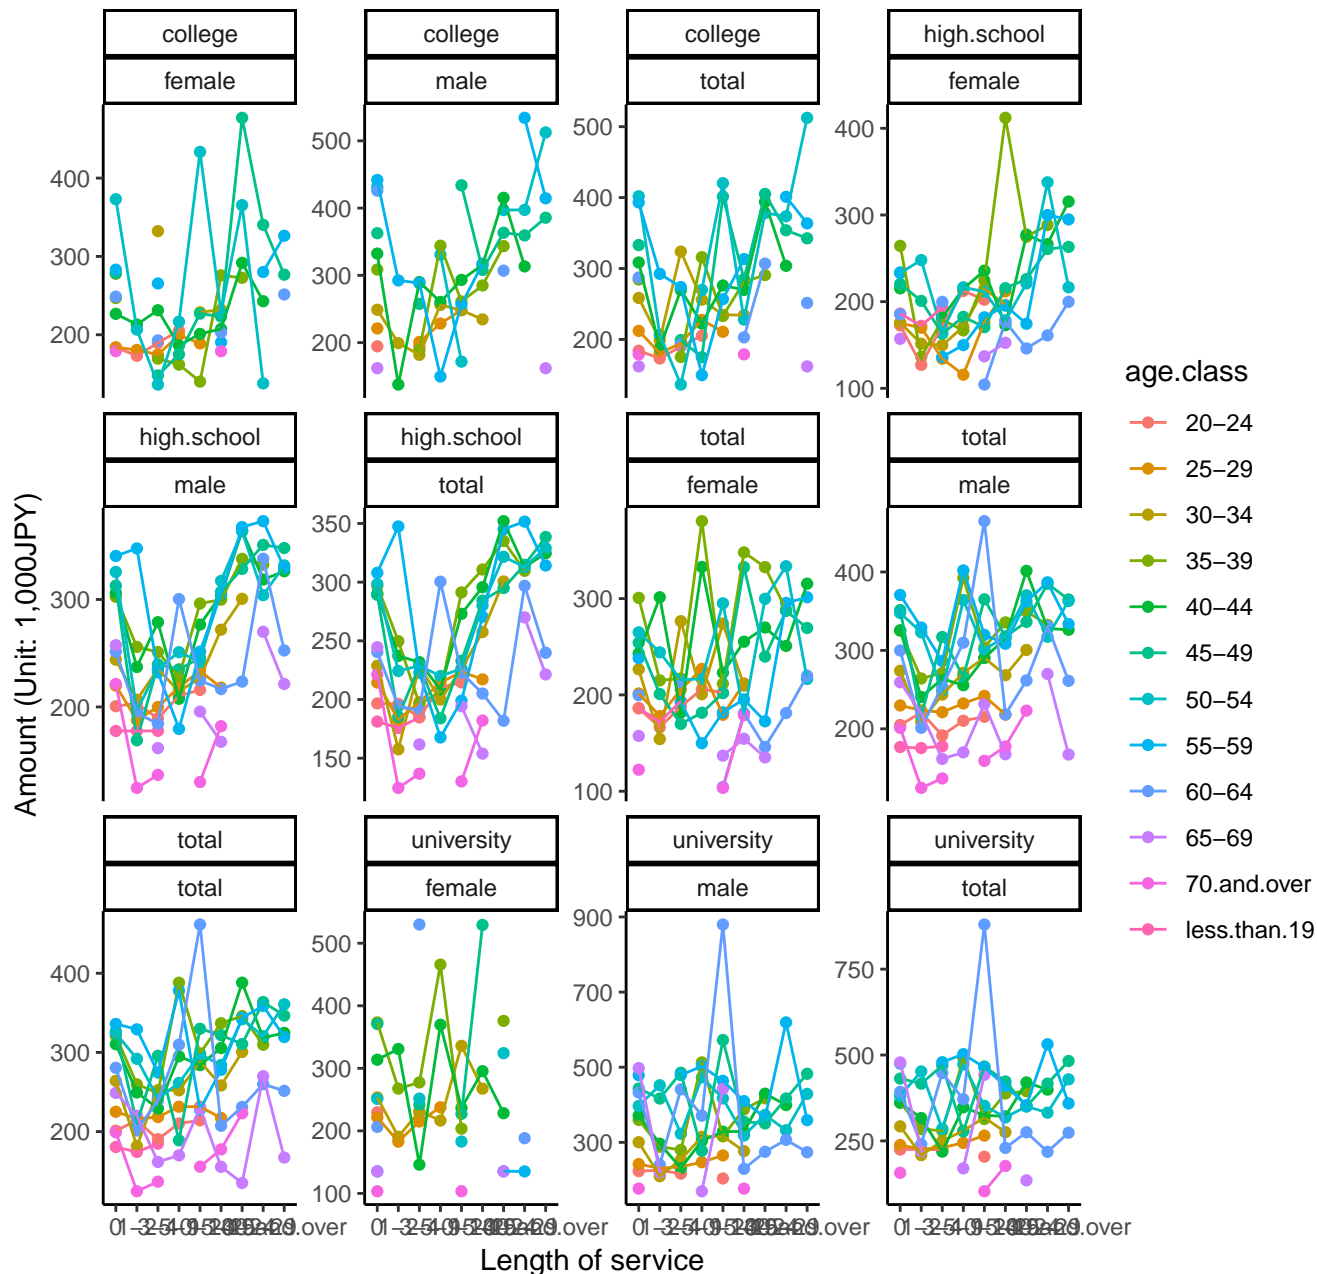 college
college
college
high.school
female
male
total
female
400
300
200
500
400
300
200
500
400
300
200
400
300
200
100
high.school
high.school
total
total
male
total
female
male
300
200
350
300
250
200
150
300
200
100
400
300
200
total
university
university
university
total
female
male
total
400
300
200
500
400
300
200
100
900
700
500
300
750
500
250
Amount (Unit: 1,000JPY)
Length of service
age.class
20−24
25−29
30−34
35−39
40−44
45−49
50−54
55−59
60−64
65−69
70.and.over
less.than.19